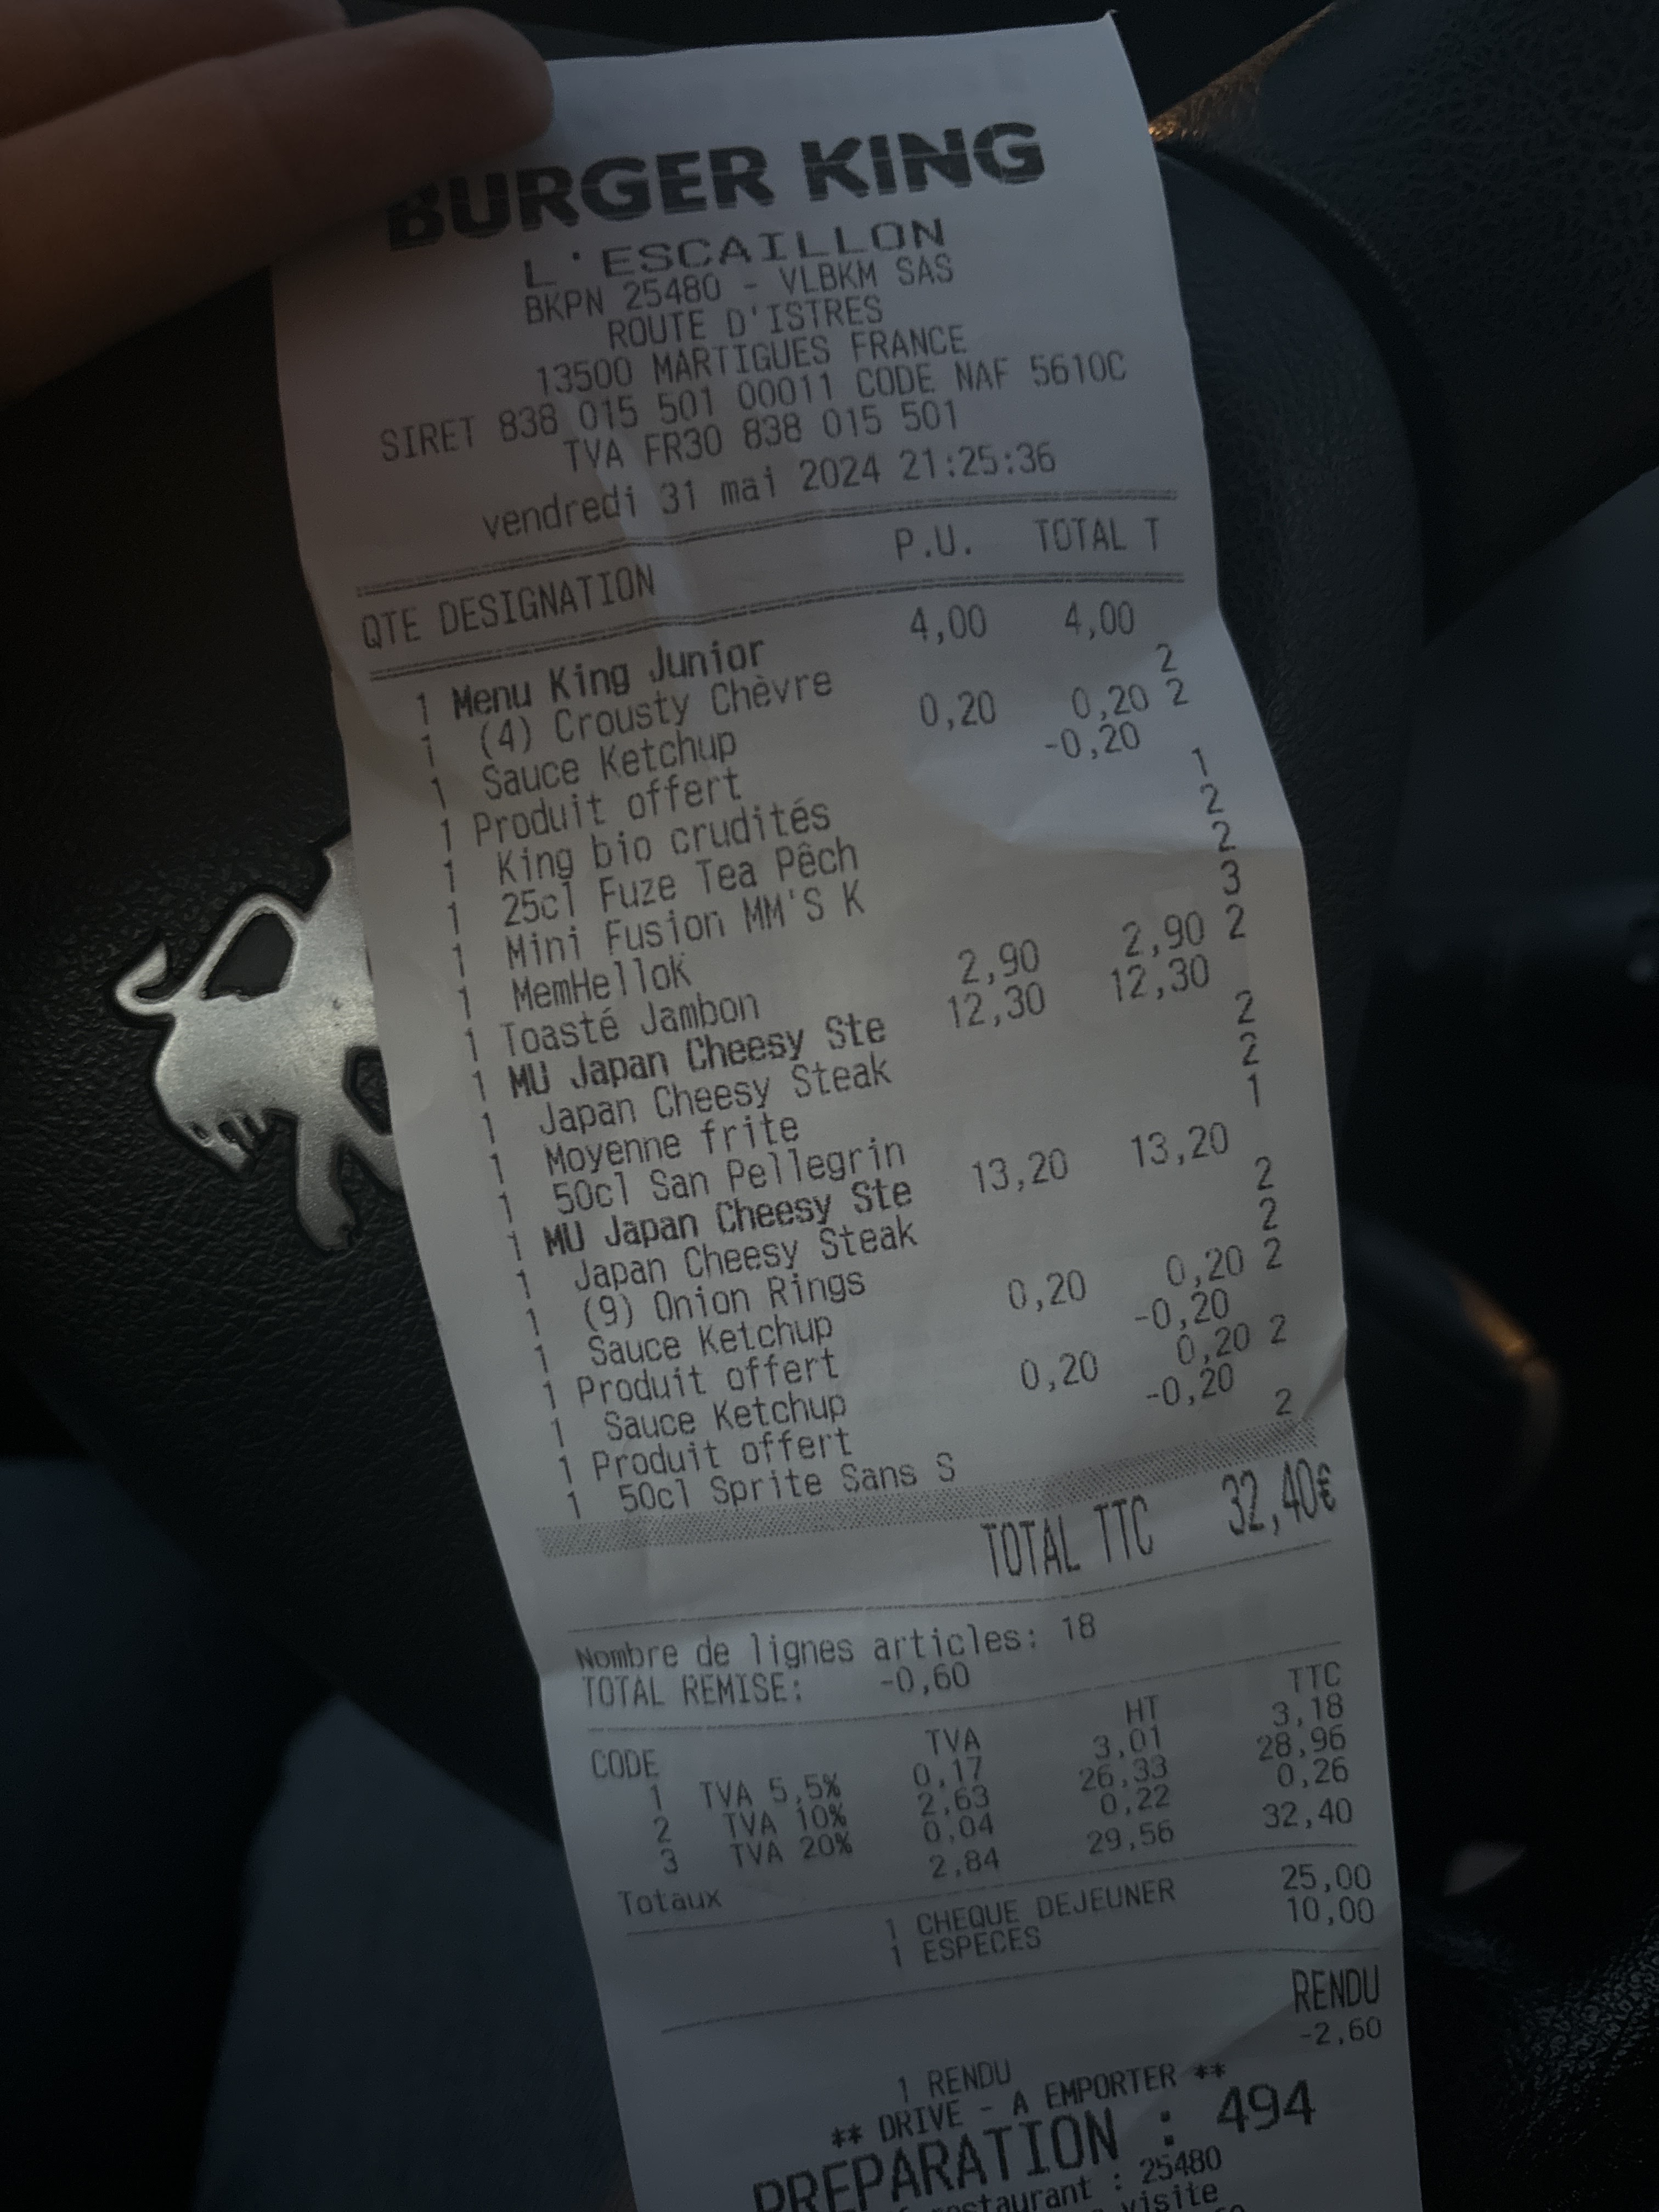 BURGER KING
L'ESCAILLON
BKPN 25480 - VLBKM SAS
ROUTE D'ISTRES
13500 MARTIGUES FRANCE
SIRET 838 015 501 00011 CODE NAF 5610C
TVA FR30 838 015 501
vendredi 31 mai 2024 21:25:36
QTE DESIGNATION P.U. TOTAL T
1 Menu King Junior 4,00 4,00
1 (4) Crousty Chèvre 2
1 Sauce Ketchup 0,20 0,20 2
1 Produit offert -0,20
1 King bio crudités 1
1 25cl Fuze Tea Pêch 2
1 Mini Fusion MM'S K 2
1 MemHellok 3
1 Toasté Jambon 2,90 2,90 2
1 MU Japan Cheesy Ste 12,30 12,30
1 Japan Cheesy Steak 2
1 Moyenne frite 2
1 50cl San Pellegrin 1
1 MU Japan Cheesy Ste 13,20 13,20
1 Japan Cheesy Steak 2
1 (9) Onion Rings 2
1 Sauce Ketchup 0,20 0,20 2
1 Produit offert -0,20
1 Sauce Ketchup 0,20 0,20 2
1 Produit offert -0,20
1 50cl Sprite Sans S 2
TOTAL TTC 32,40€
Nombre de lignes articles: 18
TOTAL REMISE: -0,60
CODE TVA HT TTC
1 TVA 5,5% 0,17 3,01 3,18
2 TVA 10% 2,63 26,33 28,96
3 TVA 20% 0,04 0,22 0,26
Totaux 2,84 29,56 32,40
1 CHEQUE DEJEUNER 25,00
1 ESPECES 10,00
RENDU
1 RENDU -2,60
** DRIVE - A EMPORTER **
PREPARATION : 494
restaurant : 25480
visite